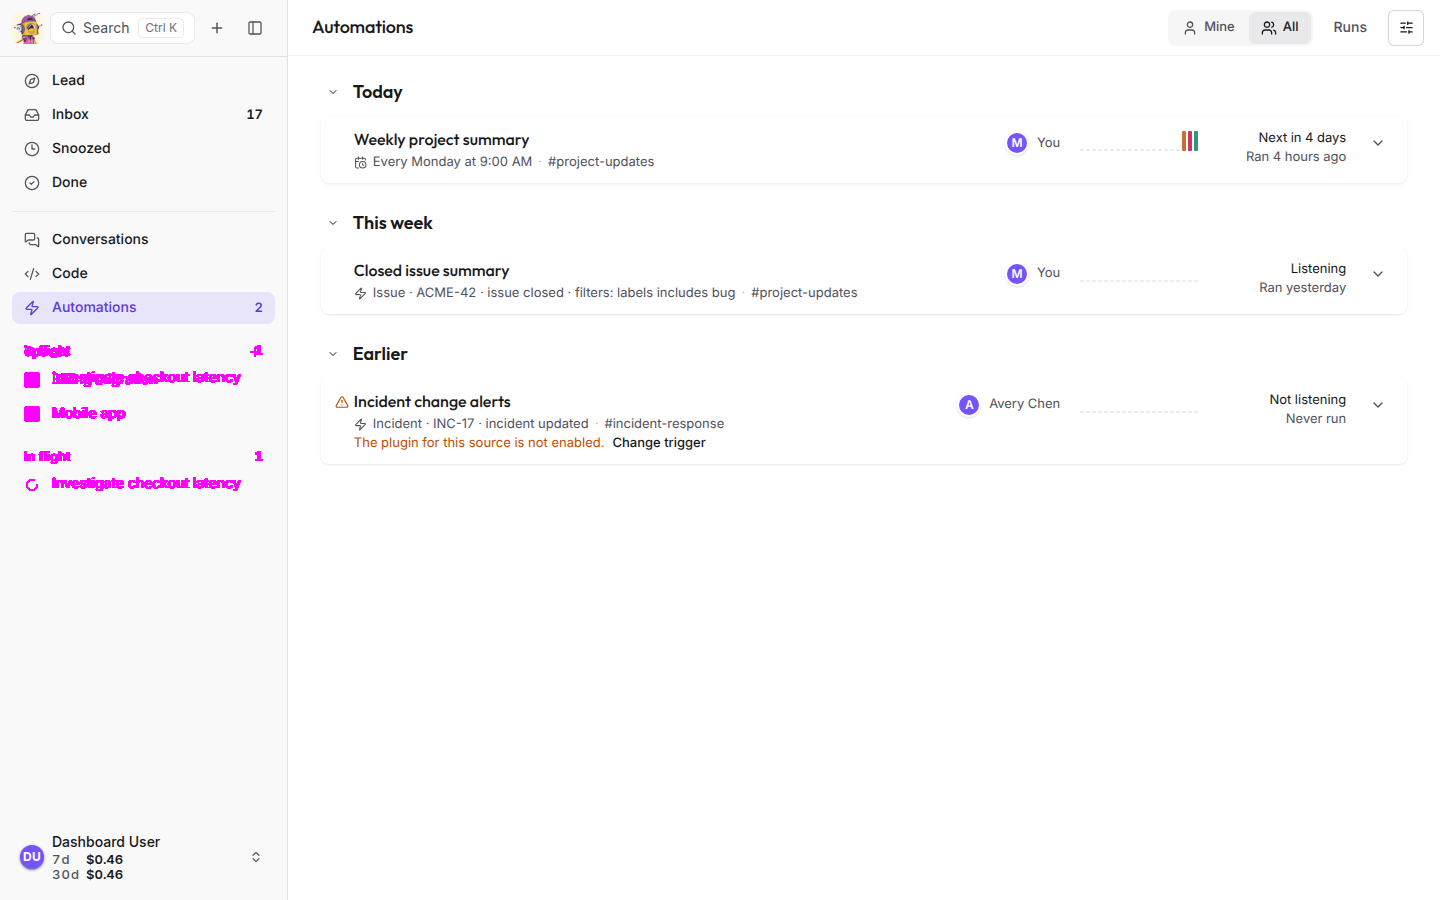 Search Ctrl K
Lead
Inbox 17
Snoozed
Done
Conversations
Code
Automations 2
Mobile app
In flight 1
Investigate checkout latency
Dashboard User
DU
7d $0.46
30d $0.46
Automations
Mine
All
Runs
Today
Weekly project summary
Every Monday at 9:00 AM · #project-updates
M You
Next in 4 days
Ran 4 hours ago
This week
Closed issue summary
Issue · ACME-42 · issue closed · filters: labels includes bug · #project-updates
M You
Listening
Ran yesterday
Earlier
Incident change alerts
Incident · INC-17 · incident updated · #incident-response
The plugin for this source is not enabled. Change trigger
A Avery Chen
Not listening
Never run